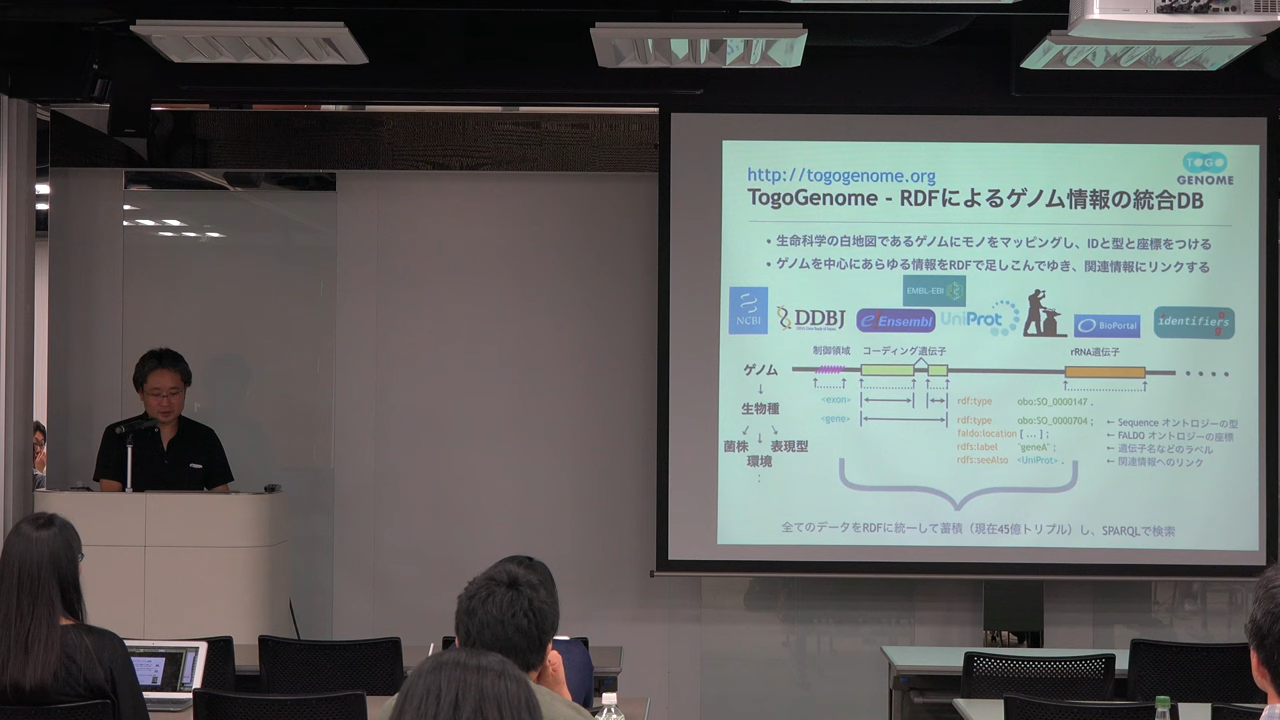 http://togogenome.org
TOGO
GENOME
TogoGenome - RDFによるゲノム情報の統合DB
• 生命科学の白地図であるゲノムにモノをマッピングし、IDと型と座標をつける
• ゲノムを中心にあらゆる情報をRDFで足しこんでゆき、関連情報にリンクする
EMBL-EBI
NCBI
DDBJ
e!Ensembl
UniProt
BioPortal
identifiers
制御領域 コーディング遺伝子 rRNA遺伝子
ゲノム
↓
<exon> rdf:type obo:SO_0000147 .
生物種
<gene> rdf:type obo:SO_0000704 ; ← Sequence オントロジーの型
faldo:location [ ... ] ; ← FALDO オントロジーの座標
菌株 ↓ 表現型
rdfs:label "geneA" ; ← 遺伝子名などのラベル
環境
rdfs:seeAlso <UniProt> . ← 関連情報へのリンク
全てのデータをRDFに統一して蓄積（現在45億トリプル）し、SPARQLで検索